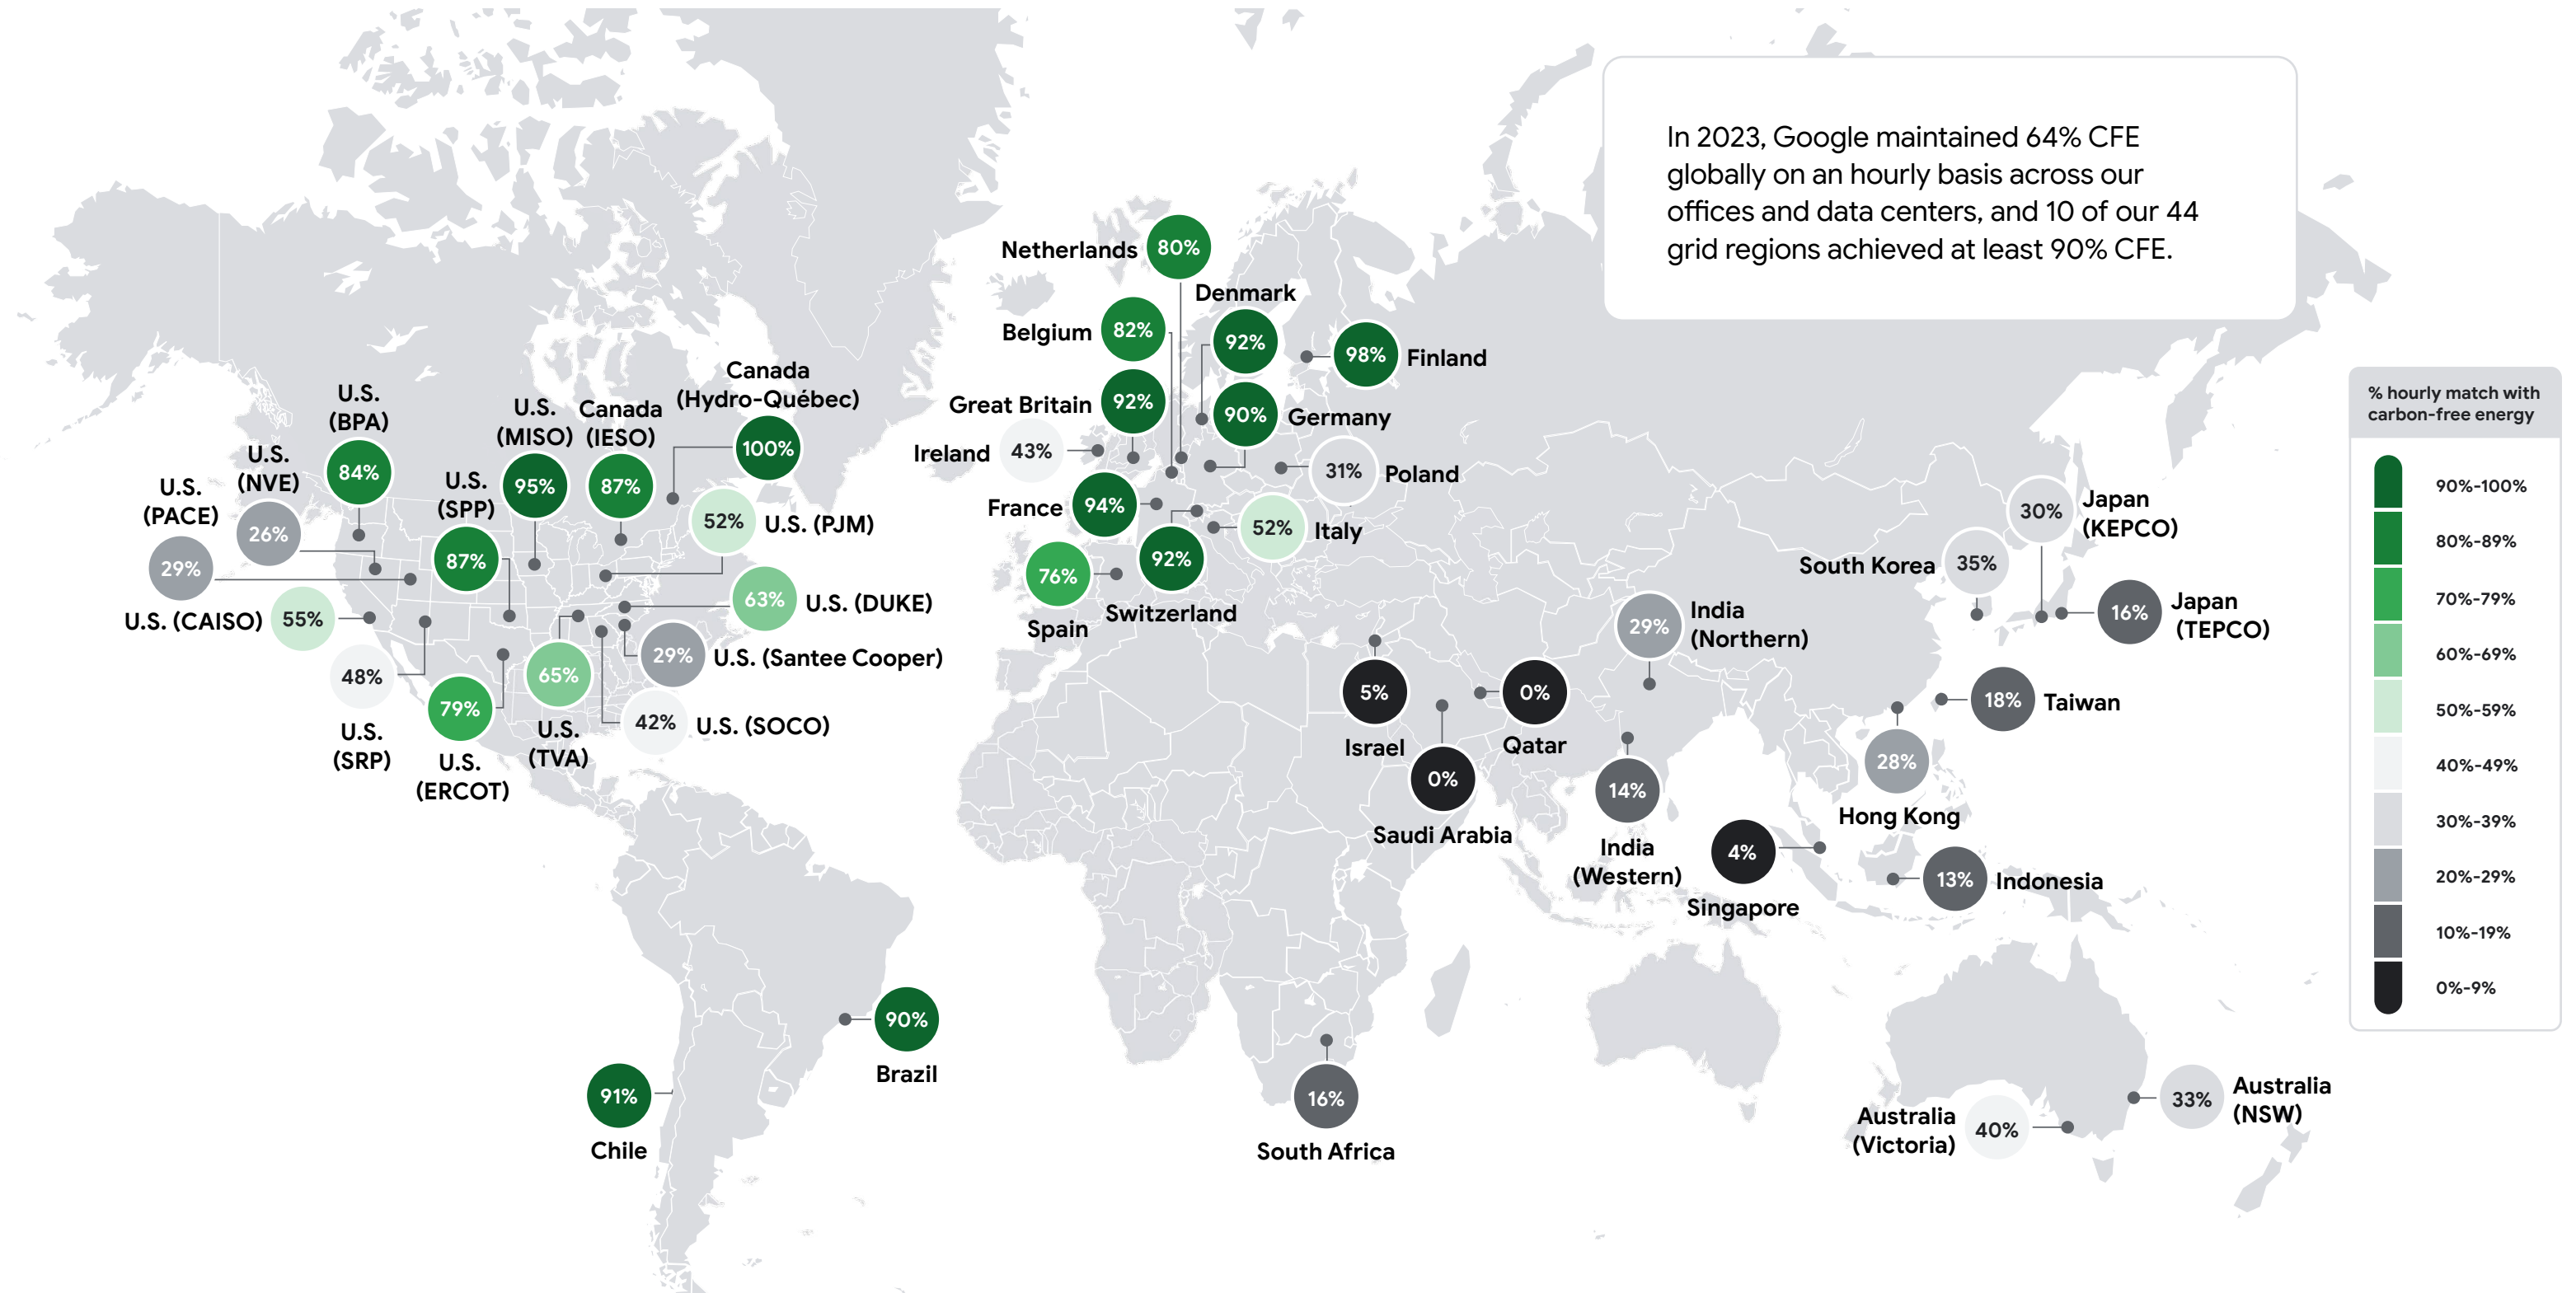 In 2023, Google maintained 64% CFE
globally on an hourly basis across our
offices and data centers, and 10 of our 44
grid regions achieved at least 90% CFE.
U.S.
(BPA)
84%
U.S.
(NVE)
26%
U.S.
(PACE)
29%
U.S. (CAISO)
55%
U.S.
(SPP)
87%
U.S.
(MISO)
95%
Canada
(IESO)
87%
Canada
(Hydro-Québec)
100%
52%
U.S. (PJM)
63%
U.S. (DUKE)
29%
U.S. (Santee Cooper)
42%
U.S. (SOCO)
65%
U.S.
(TVA)
79%
U.S.
(ERCOT)
48%
U.S.
(SRP)
90%
Brazil
91%
Chile
Netherlands
80%
Belgium
82%
Denmark
92%
98%
Finland
Great Britain
92%
90%
Germany
Ireland
43%
31%
Poland
France
94%
52%
Italy
76%
Spain
92%
Switzerland
5%
Israel
0%
Saudi Arabia
0%
Qatar
16%
South Africa
29%
India
(Northern)
14%
India
(Western)
4%
Singapore
13%
Indonesia
28%
Hong Kong
18%
Taiwan
South Korea
35%
30%
Japan
(KEPCO)
16%
Japan
(TEPCO)
Australia
(Victoria)
40%
33%
Australia
(NSW)
% hourly match with
carbon-free energy
90%-100%
80%-89%
70%-79%
60%-69%
50%-59%
40%-49%
30%-39%
20%-29%
10%-19%
0%-9%